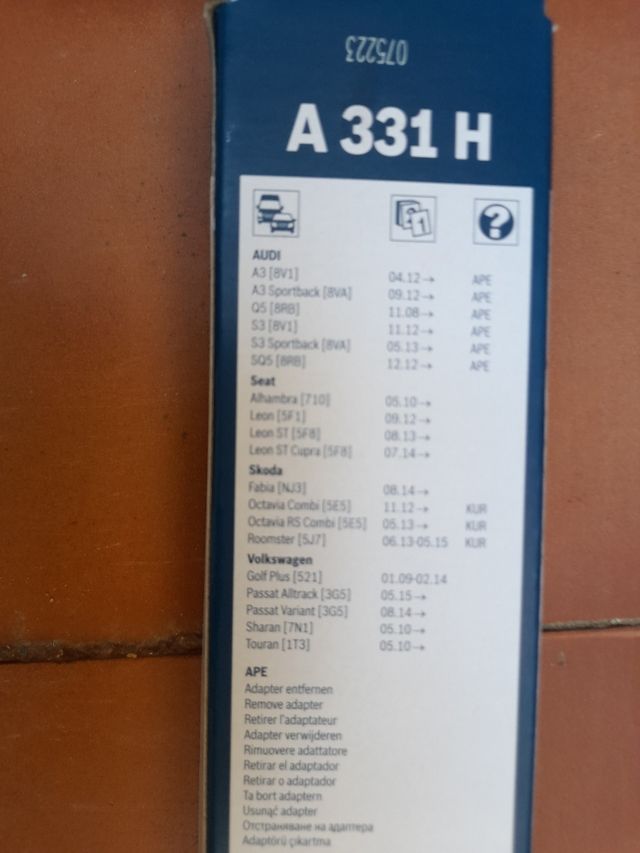 075223
A 331 H
1
?
AUDI
A3 [8V1] 04.12→ APE
A3 Sportback [8VA] 09.12→ APE
Q5 [8RB] 11.08→ APE
S3 [8V1] 11.12→ APE
S3 Sportback [8VA] 05.13→ APE
SQ5 [8RB] 12.12→ APE
Seat
Alhambra [710] 05.10→
Leon [5F1] 09.12→
Leon ST [5F8] 08.13→
Leon ST Cupra [5F8] 07.14→
Skoda
Fabia [NJ3] 08.14→
Octavia Combi [5E5] 11.12→ KUR
Octavia RS Combi [5E5] 05.13→ KUR
Roomster [5J7] 06.13-05.15 KUR
Volkswagen
Golf Plus [521] 01.09-02.14
Passat Alltrack [3G5] 05.15→
Passat Variant [3G5] 08.14→
Sharan [7N1] 05.10→
Touran [1T3] 05.10→
APE
Adapter entfernen
Remove adapter
Retirer l'adaptateur
Adapter verwijderen
Rimuovere adattatore
Retirar el adaptador
Retirar o adaptador
Ta bort adaptern
Usunąć adapter
Отстраняване на адаптера
Adaptörü çıkartma